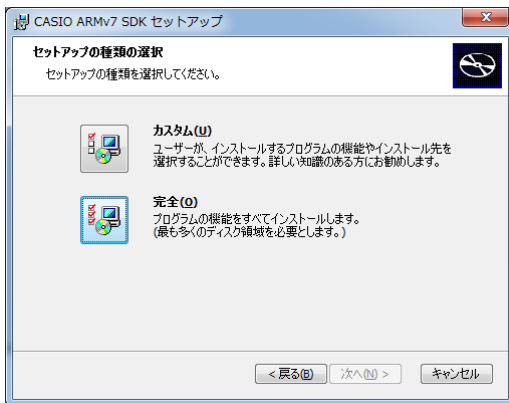 CASIO ARMv7 SDK セットアップ
セットアップの種類の選択
セットアップの種類を選択してください。
カスタム(U)
ユーザーが、インストールするプログラムの機能やインストール先を
選択することができます。詳しい知識のある方にお勧めします。
完全(O)
プログラムの機能をすべてインストールします。
(最も多くのディスク領域を必要とします。)
< 戻る(B) 次へ(N) > キャンセル